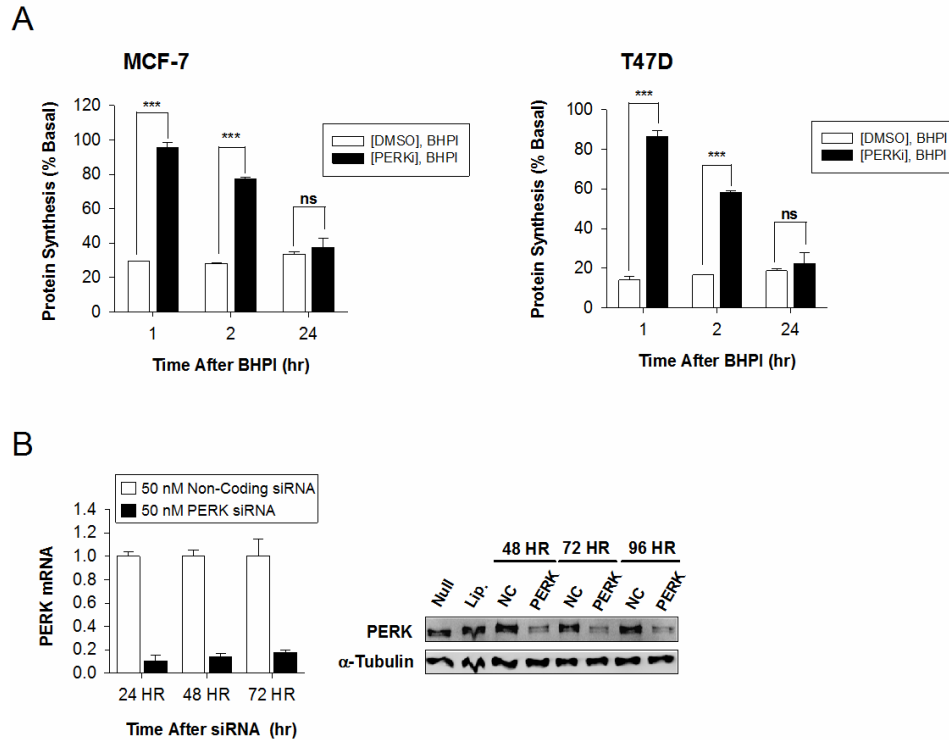 A
MCF-7
Protein Synthesis (% Basal)
120
100
80
60
40
20
0
***
***
ns
1
2
24
Time After BHPI (hr)
[DMSO], BHPI
[PERKi], BHPI
T47D
Protein Synthesis (% Basal)
100
80
60
40
20
0
***
***
ns
1
2
24
Time After BHPI (hr)
[DMSO], BHPI
[PERKi], BHPI
B
50 nM Non-Coding siRNA
50 nM PERK siRNA
PERK mRNA
1.4
1.2
1.0
0.8
0.6
0.4
0.2
0.0
24 HR
48 HR
72 HR
Time After siRNA (hr)
48 HR
72 HR
96 HR
Null
Lip.
NC
PERK
NC
PERK
NC
PERK
PERK
α-Tubulin